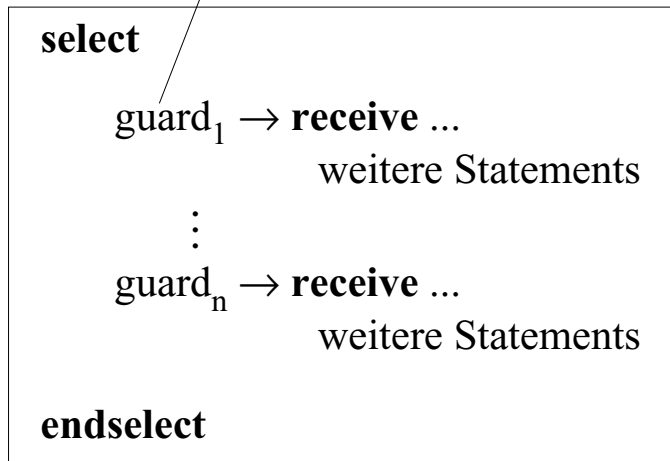 select
guard₁ → receive ...
weitere Statements
⋮
guardₙ → receive ...
weitere Statements
endselect